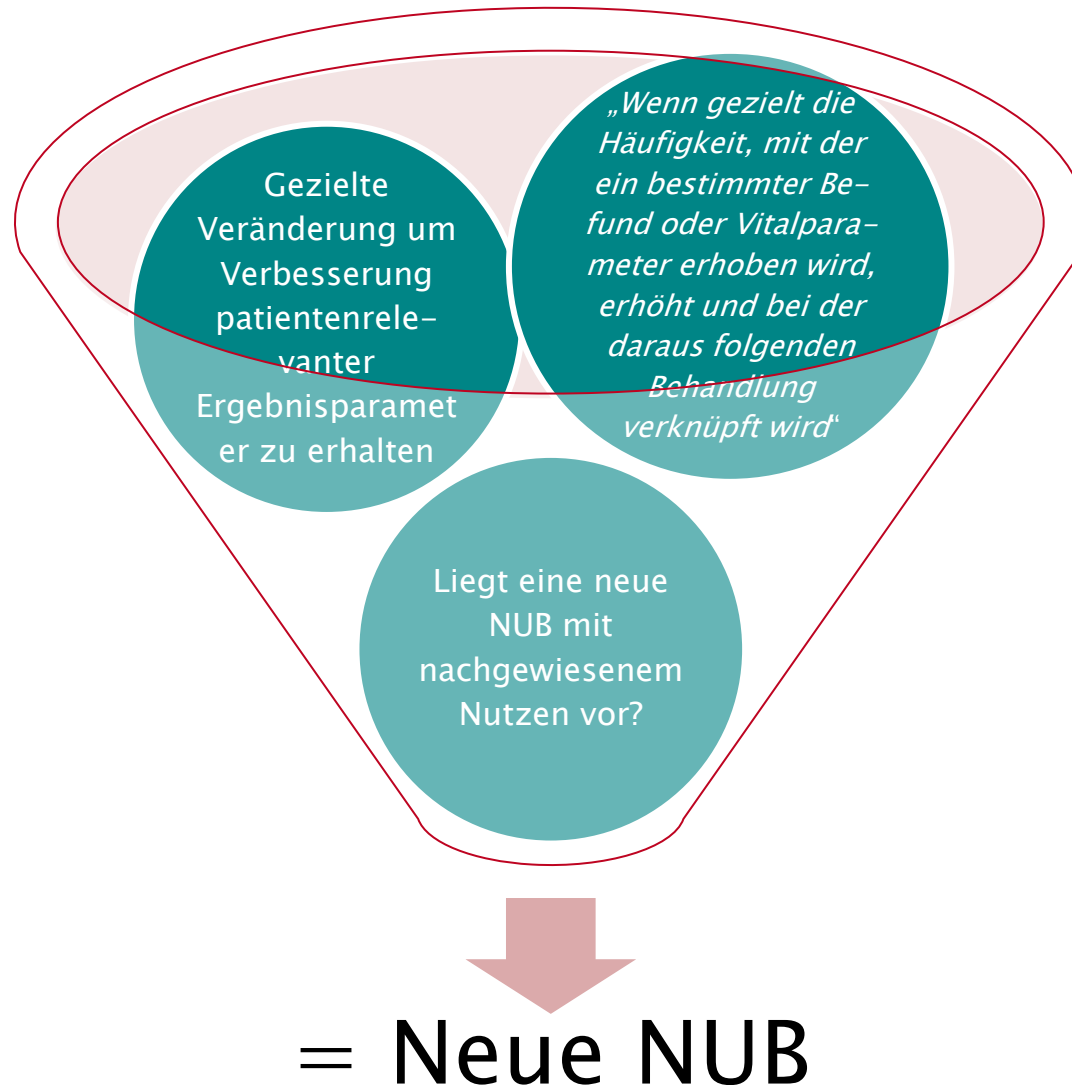 Gezielte
Veränderung um
Verbesserung
patientenrele-
vanter
Ergebnisparamet
er zu erhalten
„Wenn gezielt die
Häufigkeit, mit der
ein bestimmter Be-
fund oder Vitalpara-
meter erhoben wird,
erhöht und bei der
daraus folgenden
Behandlung
verknüpft wird“
Liegt eine neue
NUB mit
nachgewiesenem
Nutzen vor?
= Neue NUB